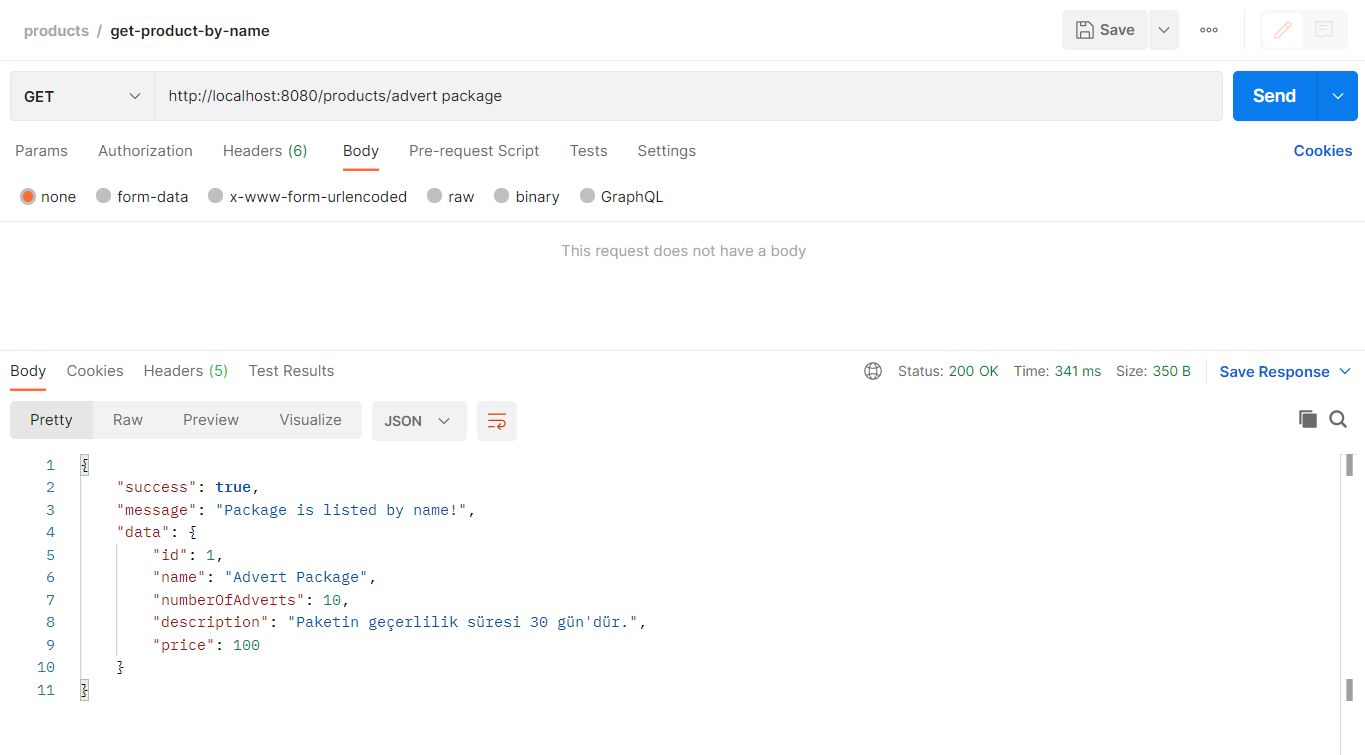 products / get-product-by-name
Save
GET
http://localhost:8080/products/advert package
Send
Params Authorization Headers (6) Body Pre-request Script Tests Settings Cookies
none form-data x-www-form-urlencoded raw binary GraphQL
This request does not have a body
Body Cookies Headers (5) Test Results Status: 200 OK Time: 341 ms Size: 350 B Save Response
Pretty Raw Preview Visualize JSON
1 {
2 "success": true,
3 "message": "Package is listed by name!",
4 "data": {
5 "id": 1,
6 "name": "Advert Package",
7 "numberOfAdverts": 10,
8 "description": "Paketin geçerlilik süresi 30 gün'dür.",
9 "price": 100
10 }
11 }